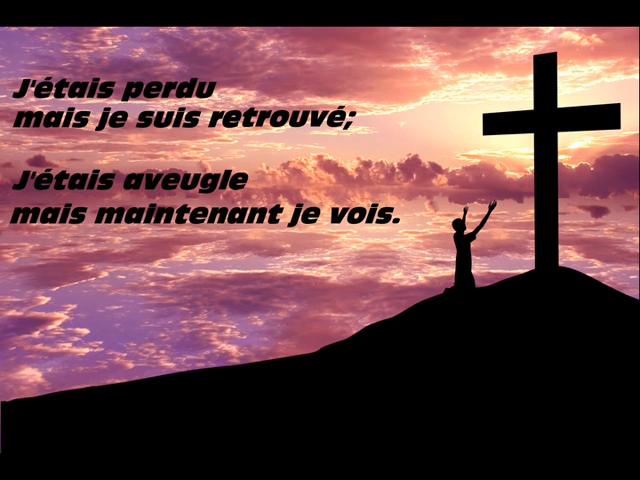 J'étais perdu
mais je suis retrouvé;
J'étais aveugle
mais maintenant je vois.